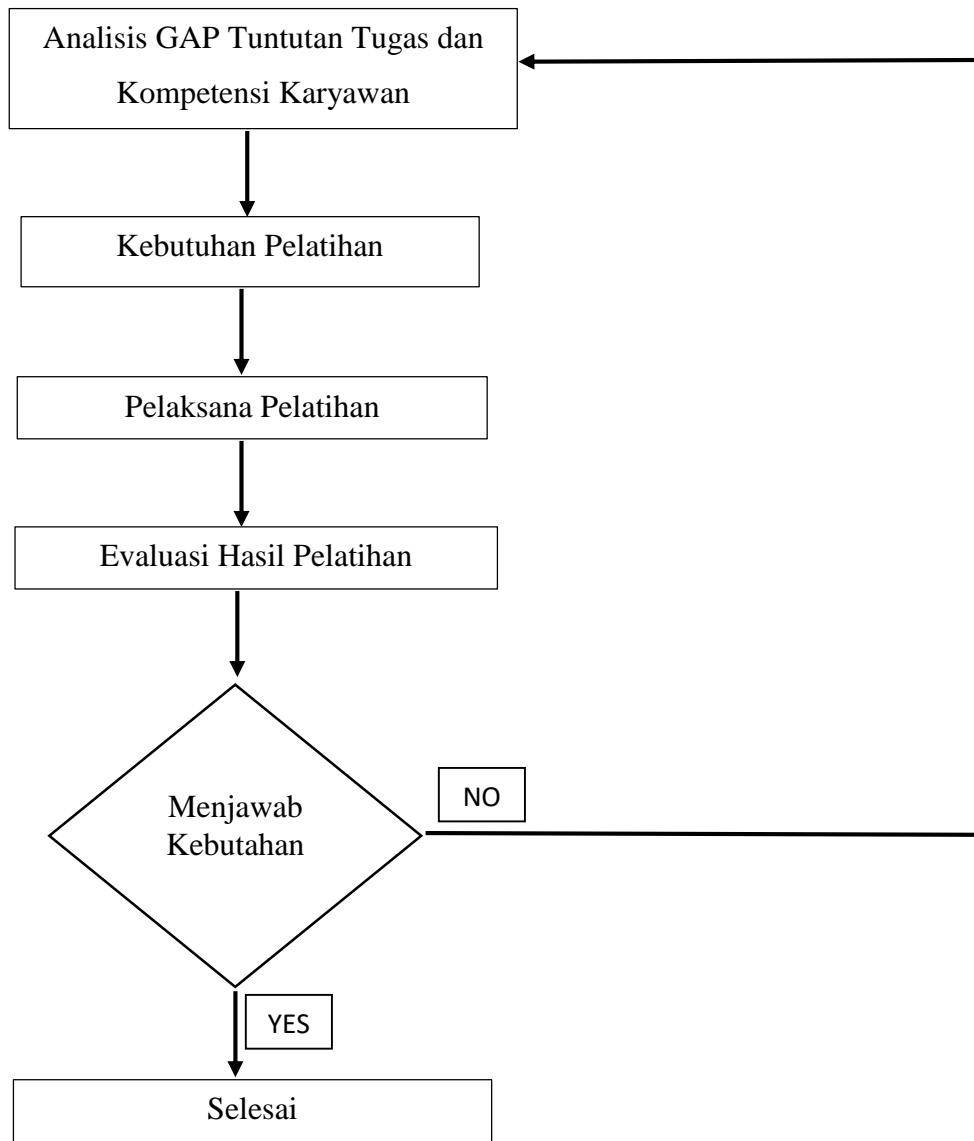 Analisis GAP Tuntutan Tugas dan
Kompetensi Karyawan
Kebutuhan Pelatihan
Pelaksana Pelatihan
Evaluasi Hasil Pelatihan
Menjawab
Kebutahan
NO
YES
Selesai